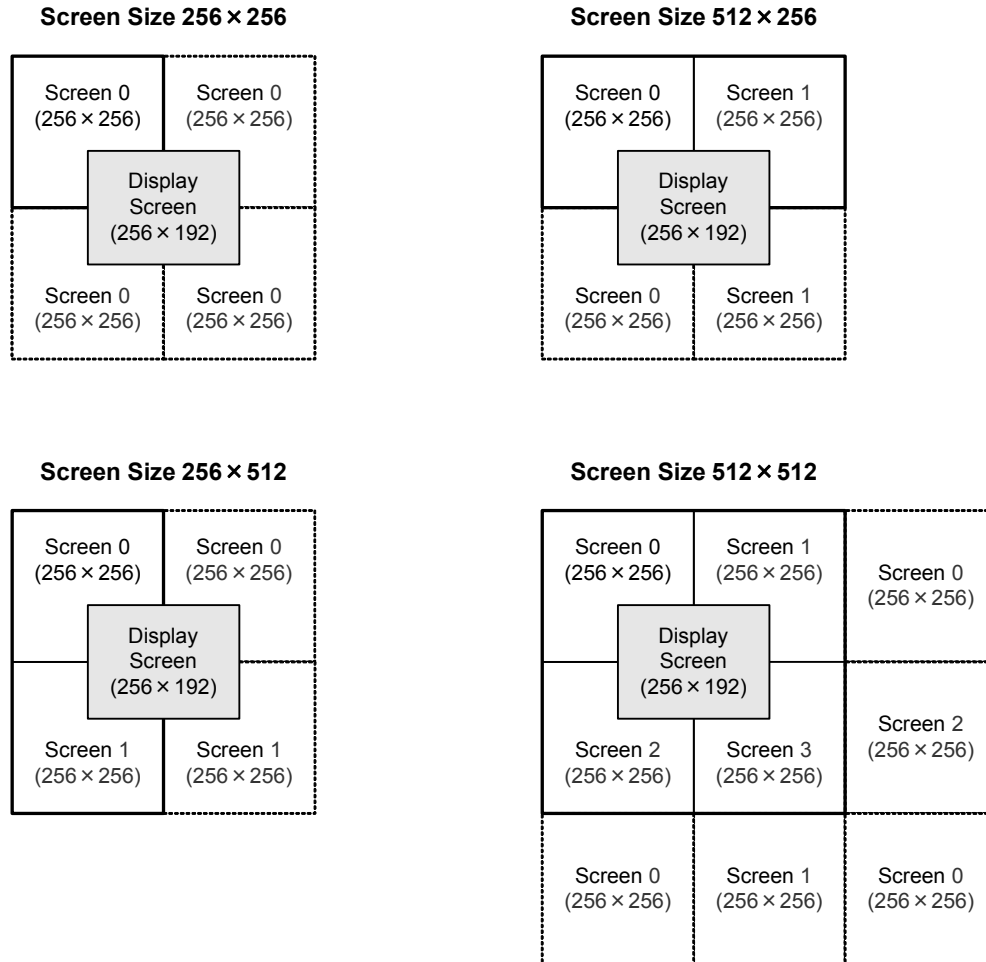 Screen Size 256 × 256
Screen 0
(256 × 256)
Screen 0
(256 × 256)
Display
Screen
(256 × 192)
Screen 0
(256 × 256)
Screen 0
(256 × 256)
Screen Size 512 × 256
Screen 0
(256 × 256)
Screen 1
(256 × 256)
Display
Screen
(256 × 192)
Screen 0
(256 × 256)
Screen 1
(256 × 256)
Screen Size 256 × 512
Screen 0
(256 × 256)
Screen 0
(256 × 256)
Display
Screen
(256 × 192)
Screen 1
(256 × 256)
Screen 1
(256 × 256)
Screen Size 512 × 512
Screen 0
(256 × 256)
Screen 1
(256 × 256)
Screen 0
(256 × 256)
Display
Screen
(256 × 192)
Screen 2
(256 × 256)
Screen 3
(256 × 256)
Screen 2
(256 × 256)
Screen 0
(256 × 256)
Screen 1
(256 × 256)
Screen 0
(256 × 256)